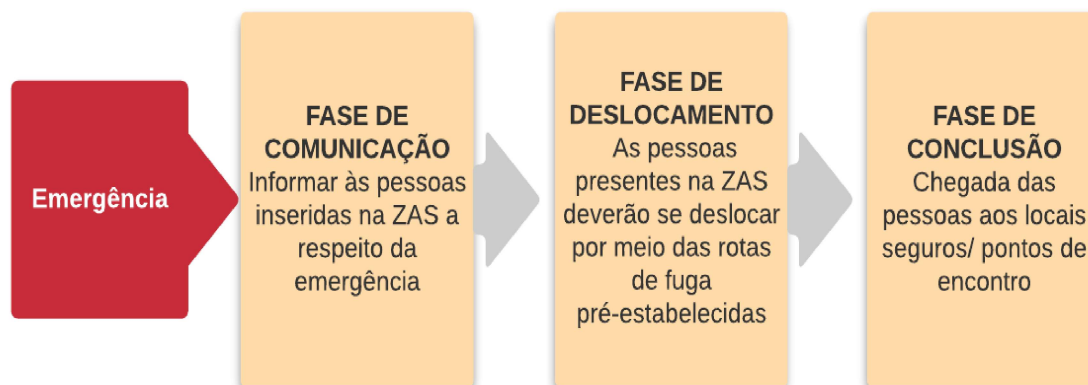 Emergência
FASE DE
COMUNICAÇÃO
Informar às pessoas
inseridas na ZAS a
respeito da
emergência
FASE DE
DESLOCAMENTO
As pessoas
presentes na ZAS
deverão se deslocar
por meio das rotas
de fuga
pré-estabelecidas
FASE DE
CONCLUSÃO
Chegada das
pessoas aos locais
seguros/ pontos de
encontro